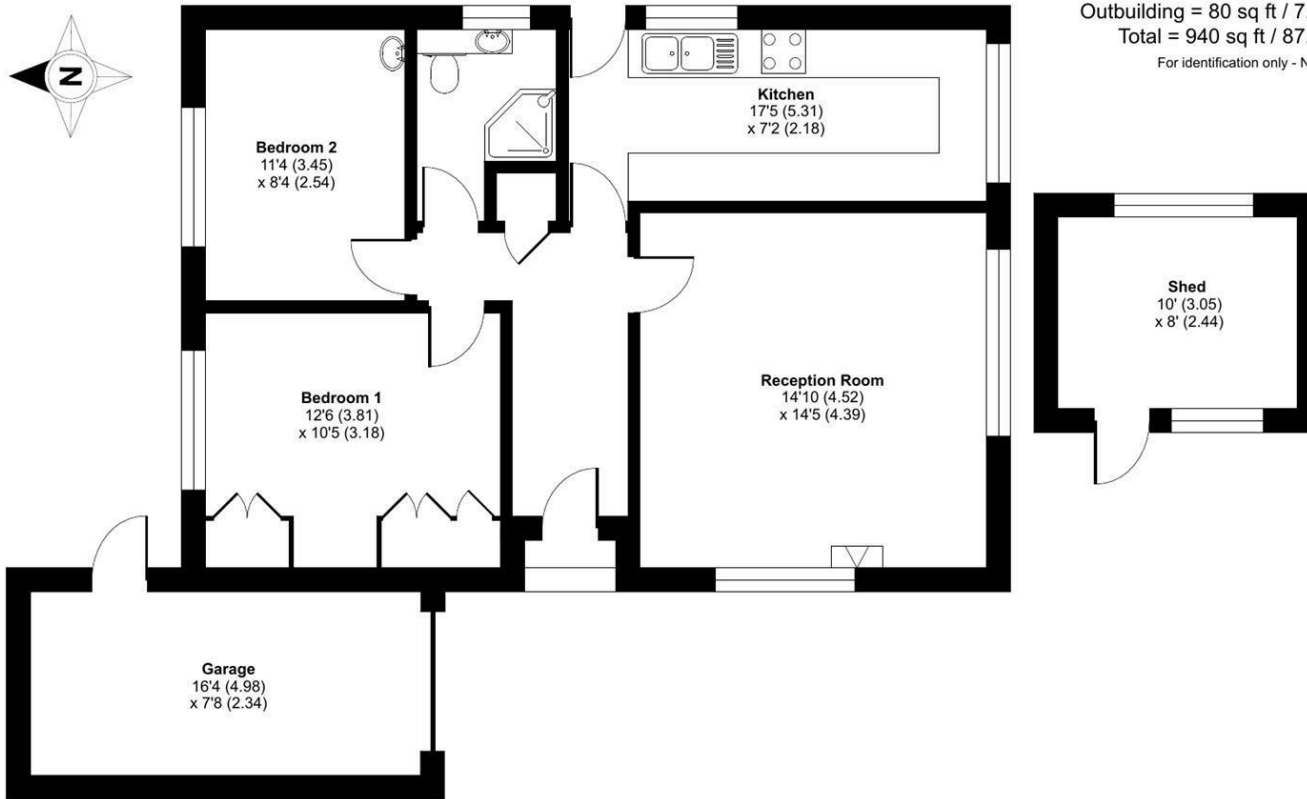 Outbuilding = 80 sq ft / 7.
Total = 940 sq ft / 87.
For identification only - N
N
Kitchen
17'5 (5.31)
x 7'2 (2.18)
Bedroom 2
11'4 (3.45)
x 8'4 (2.54)
Shed
10' (3.05)
x 8' (2.44)
Reception Room
14'10 (4.52)
x 14'5 (4.39)
Bedroom 1
12'6 (3.81)
x 10'5 (3.18)
Garage
16'4 (4.98)
x 7'8 (2.34)